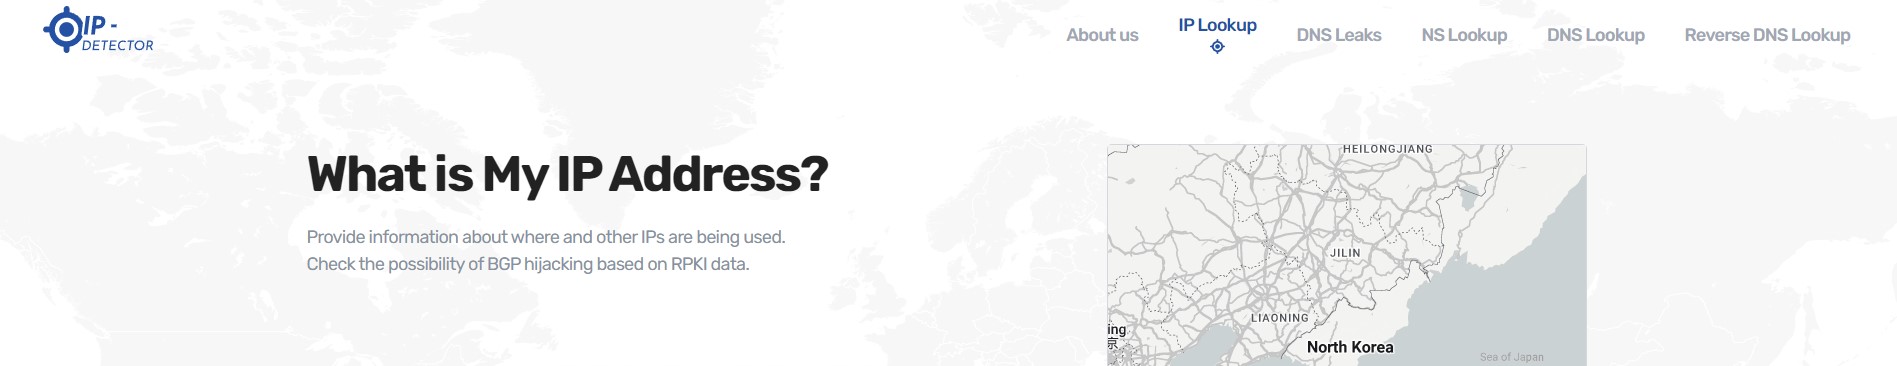 IP -
DETECTOR
About us
IP Lookup
DNS Leaks
NS Lookup
DNS Lookup
Reverse DNS Lookup
What is My IP Address?
Provide information about where and other IPs are being used.
Check the possibility of BGP hijacking based on RPKI data.
HEILONGJIANG
JILIN
LIAONING
ing
京
North Korea
Sea of Japan